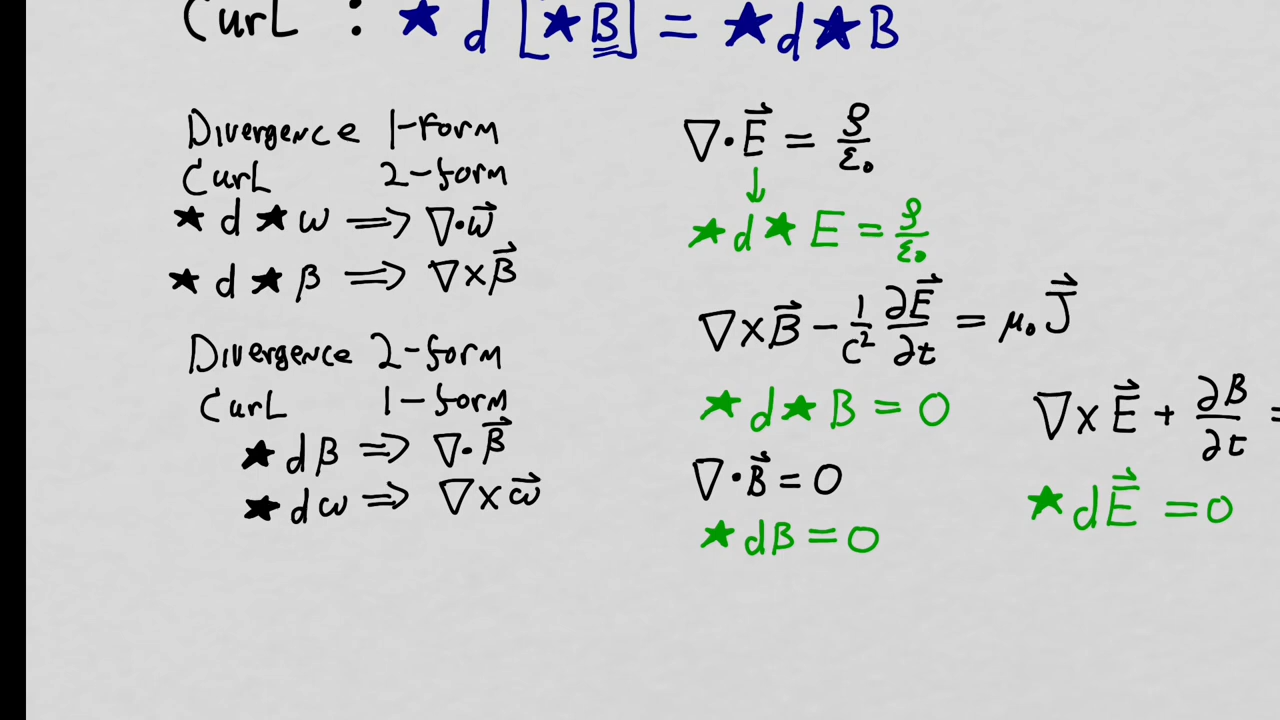 Curl : ★ d [★ B] = ★ d ★ B
Divergence 1-form
Curl 2-form
★ d ★ ω ⟹ ∇·ω⃗
★ d ★ β ⟹ ∇×β⃗
Divergence 2-form
Curl 1-form
★ dβ ⟹ ∇·β⃗
★ dω ⟹ ∇×ω⃗
∇·E⃗ = ρ/ε₀
↓
★ d ★ E = ρ/ε₀
∇×B⃗ − 1/c² ∂E⃗/∂t = μ₀ J⃗
★ d ★ B = 0
∇·B⃗ = 0
★ dB = 0
∇×E⃗ + ∂B/∂t =
★ dE⃗ = 0